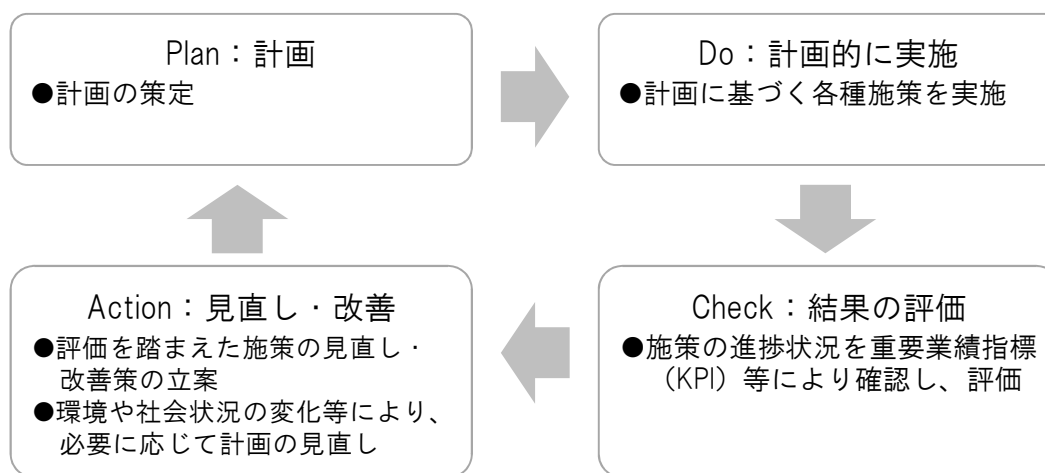 Plan：計画
●計画の策定
Do：計画的に実施
●計画に基づく各種施策を実施
Check：結果の評価
●施策の進捗状況を重要業績指標
（KPI）等により確認し、評価
Action：見直し・改善
●評価を踏まえた施策の見直し・
改善策の立案
●環境や社会状況の変化等により、
必要に応じて計画の見直し